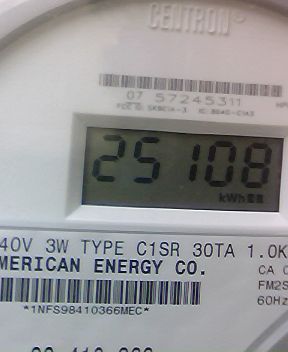 CENTRON®
07 57245311
25108
kWh
40V 3W TYPE C1SR 30TA 1.0K
MERICAN ENERGY CO.
CA
FM2S
60Hz
*1NFS98410366MEC*